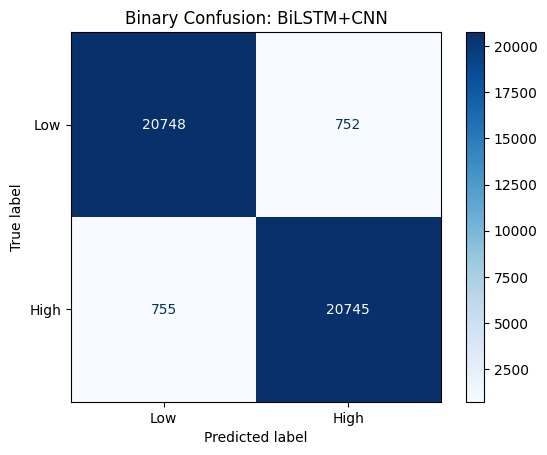 Binary Confusion: BiLSTM+CNN
True label
Low
High
20748
752
755
20745
Low
High
Predicted label
20000
17500
15000
12500
10000
7500
5000
2500